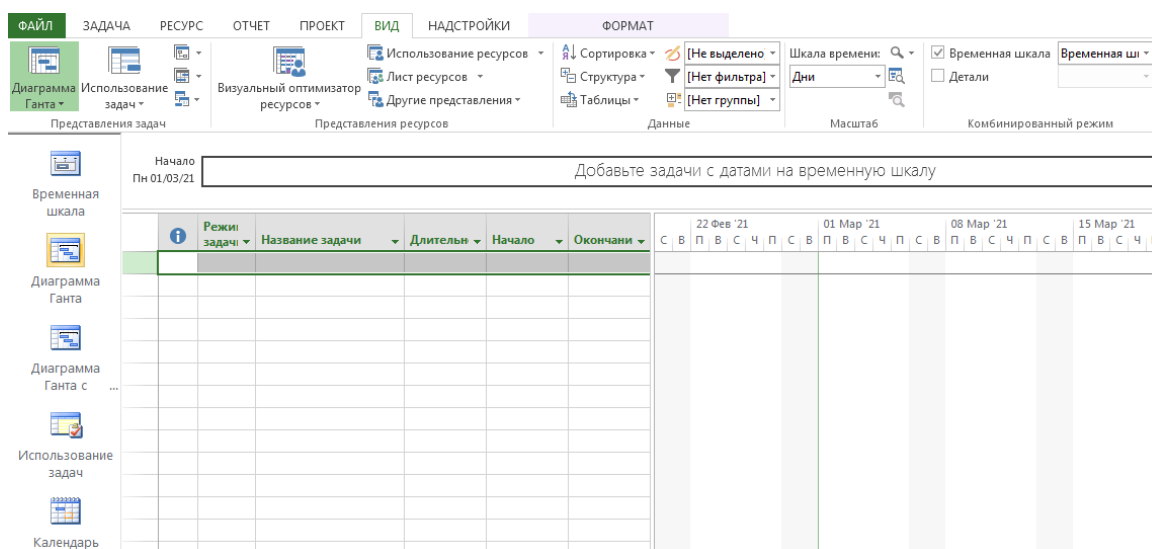 ФАЙЛ ЗАДАЧА РЕСУРС ОТЧЕТ ПРОЕКТ ВИД НАДСТРОЙКИ ФОРМАТ
Диаграмма Ганта
Использование задач
Представления задач
Визуальный оптимизатор ресурсов
Использование ресурсов
Лист ресурсов
Другие представления
Представления ресурсов
Сортировка
Структура
Таблицы
[Не выделено
[Нет фильтра]
[Нет группы]
Данные
Шкала времени:
Дни
Масштаб
Временная шкала Временная ш
Детали
Комбинированный режим
Начало
Пн 01/03/21
Добавьте задачи с датами на временную шкалу
Временная
шкала
Диаграмма
Ганта
Диаграмма
Ганта с ...
Использование
задач
Календарь
Режи
задачи Название задачи Длительн Начало Окончани
22 Фев '21 01 Мар '21 08 Мар '21 15 Мар '21
С В П В С Ч П С В П В С Ч П С В П В С Ч П С В П В С Ч